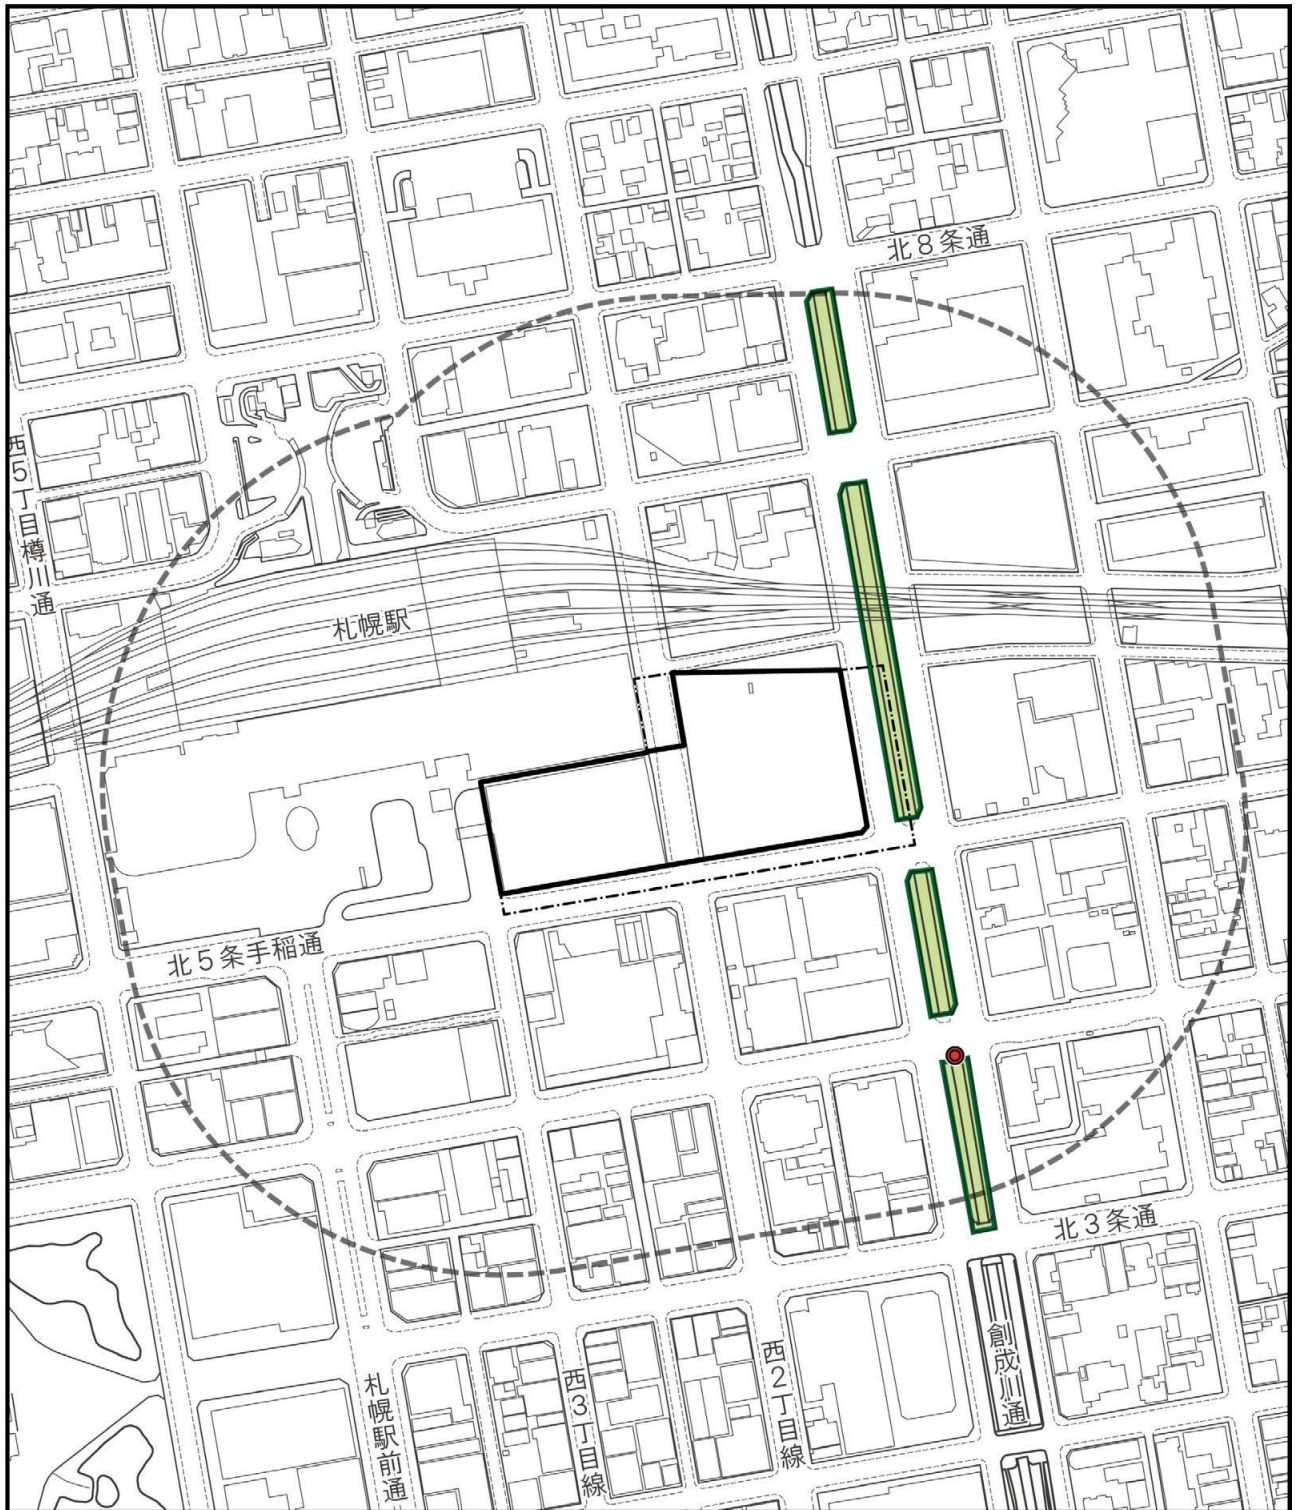 北8条通
西5丁目樽川通
札幌駅
北5条手稲通
北3条通
創成川通
西2丁目線
西3丁目線
札幌駅前通